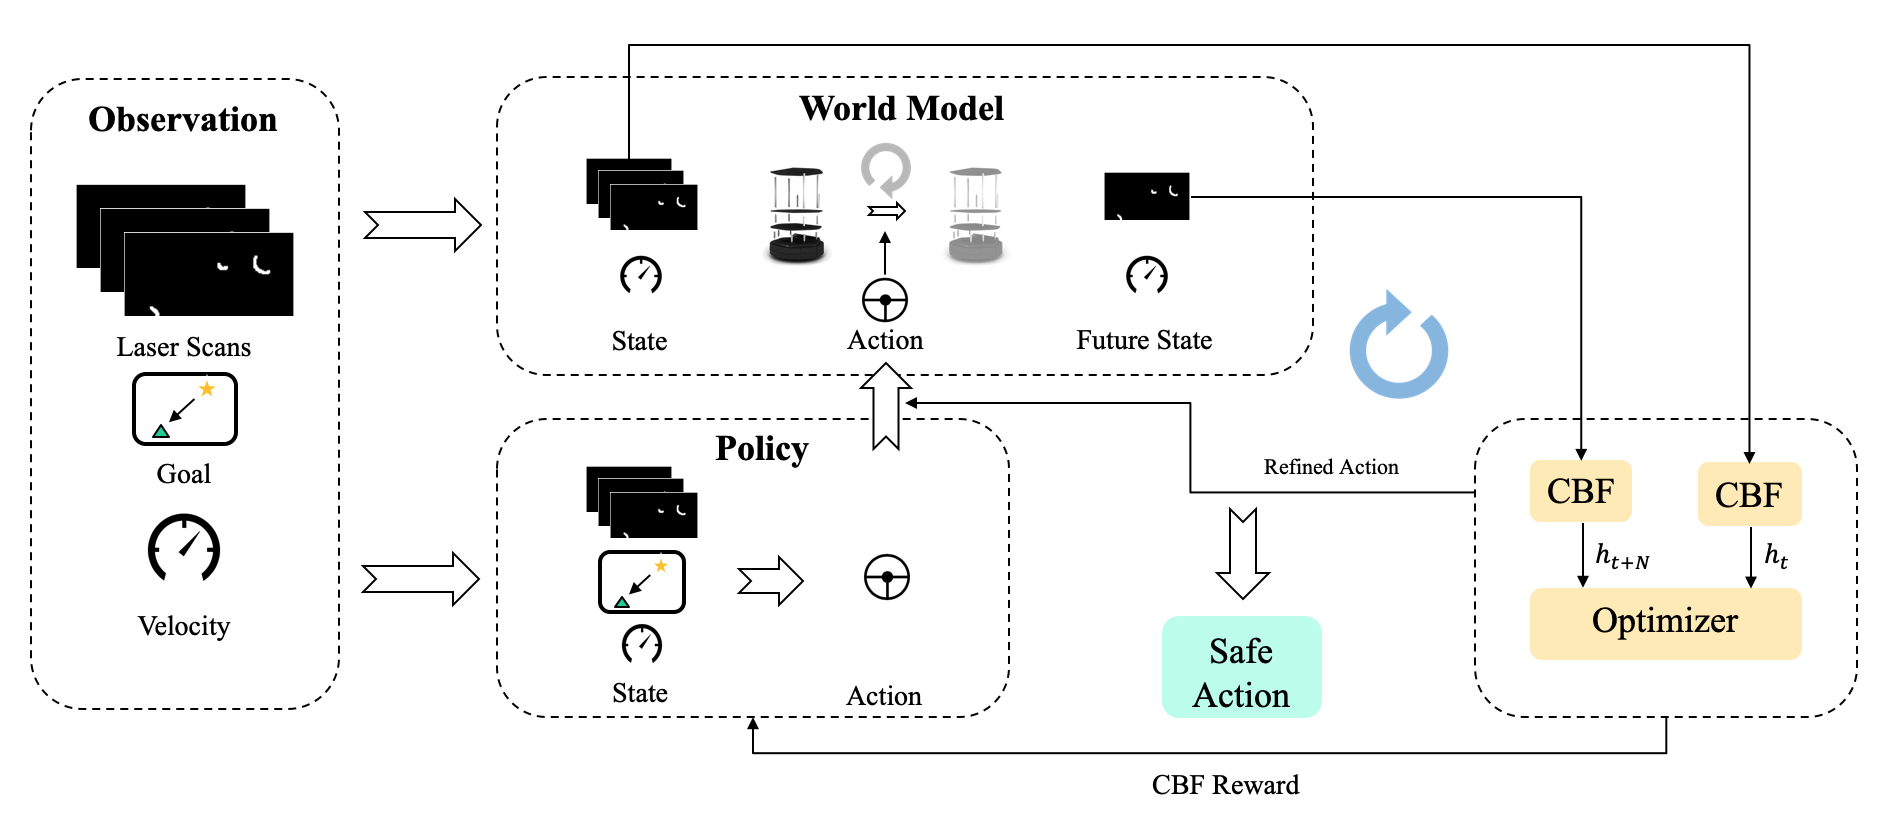 Observation
Laser Scans
Goal
Velocity
World Model
State
Action
Future State
Policy
State
Action
Refined Action
Safe
Action
CBF
CBF
h_{t+N}
h_t
Optimizer
CBF Reward